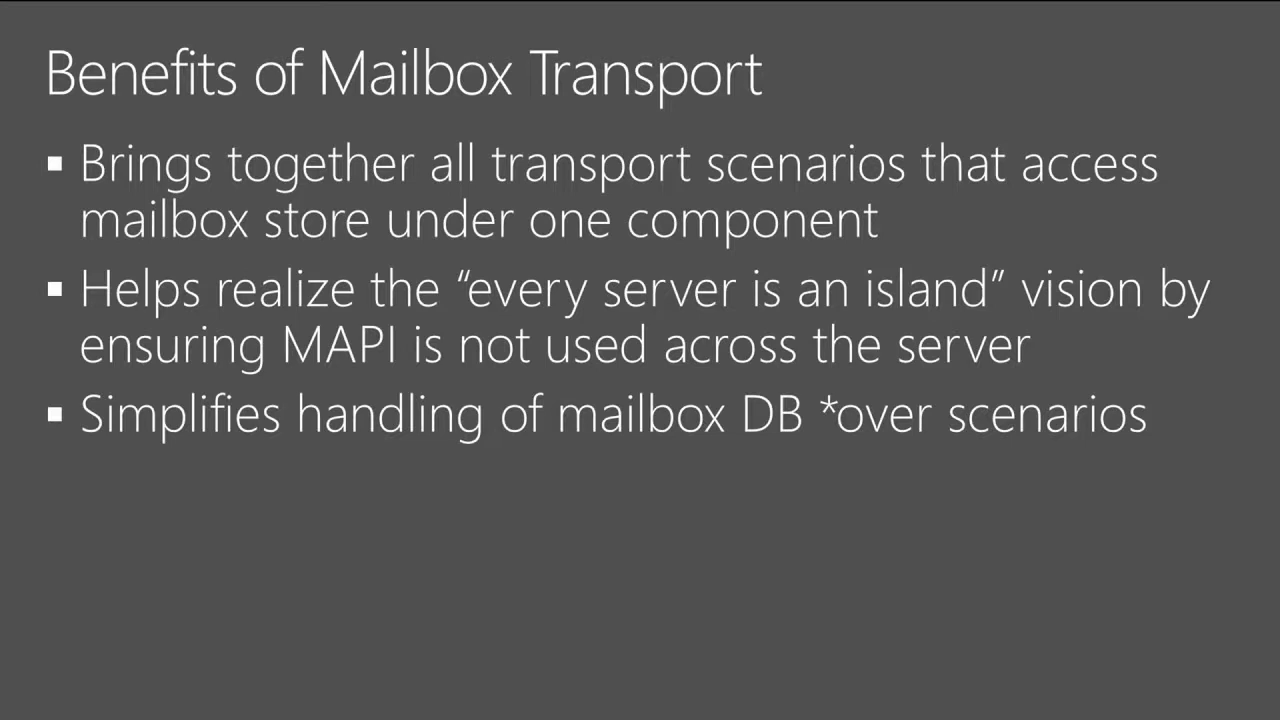 Benefits of Mailbox Transport
▪ Brings together all transport scenarios that access
mailbox store under one component
▪ Helps realize the “every server is an island” vision by
ensuring MAPI is not used across the server
▪ Simplifies handling of mailbox DB *over scenarios